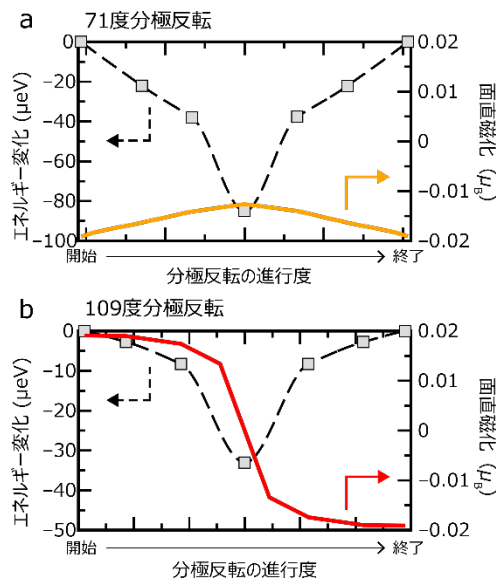 a 71度分極反転
0
−20
−40
−60
−80
−100
エネルギー変化 (μeV)
0.02
0.01
0
−0.01
−0.02
面直磁化 (μB)
開始 終了
分極反転の進行度
b 109度分極反転
0
−10
−20
−30
−40
−50
エネルギー変化 (μeV)
0.02
0.01
0
−0.01
−0.02
面直磁化 (μB)
開始 終了
分極反転の進行度